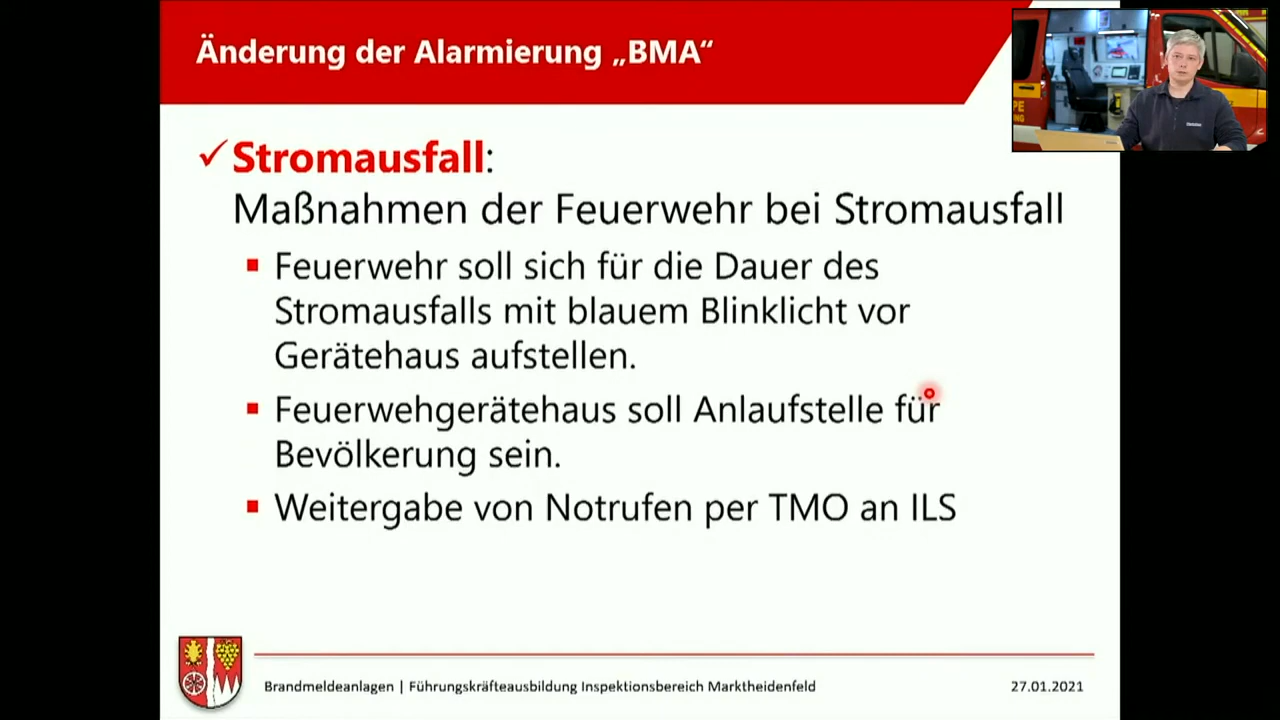 Änderung der Alarmierung „BMA“
Stromausfall:
Maßnahmen der Feuerwehr bei Stromausfall
Feuerwehr soll sich für die Dauer des
Stromausfalls mit blauem Blinklicht vor
Gerätehaus aufstellen.
Feuerwehgerätehaus soll Anlaufstelle für
Bevölkerung sein.
Weitergabe von Notrufen per TMO an ILS
Brandmeldeanlagen | Führungskräfteausbildung Inspektionsbereich Marktheidenfeld
27.01.2021